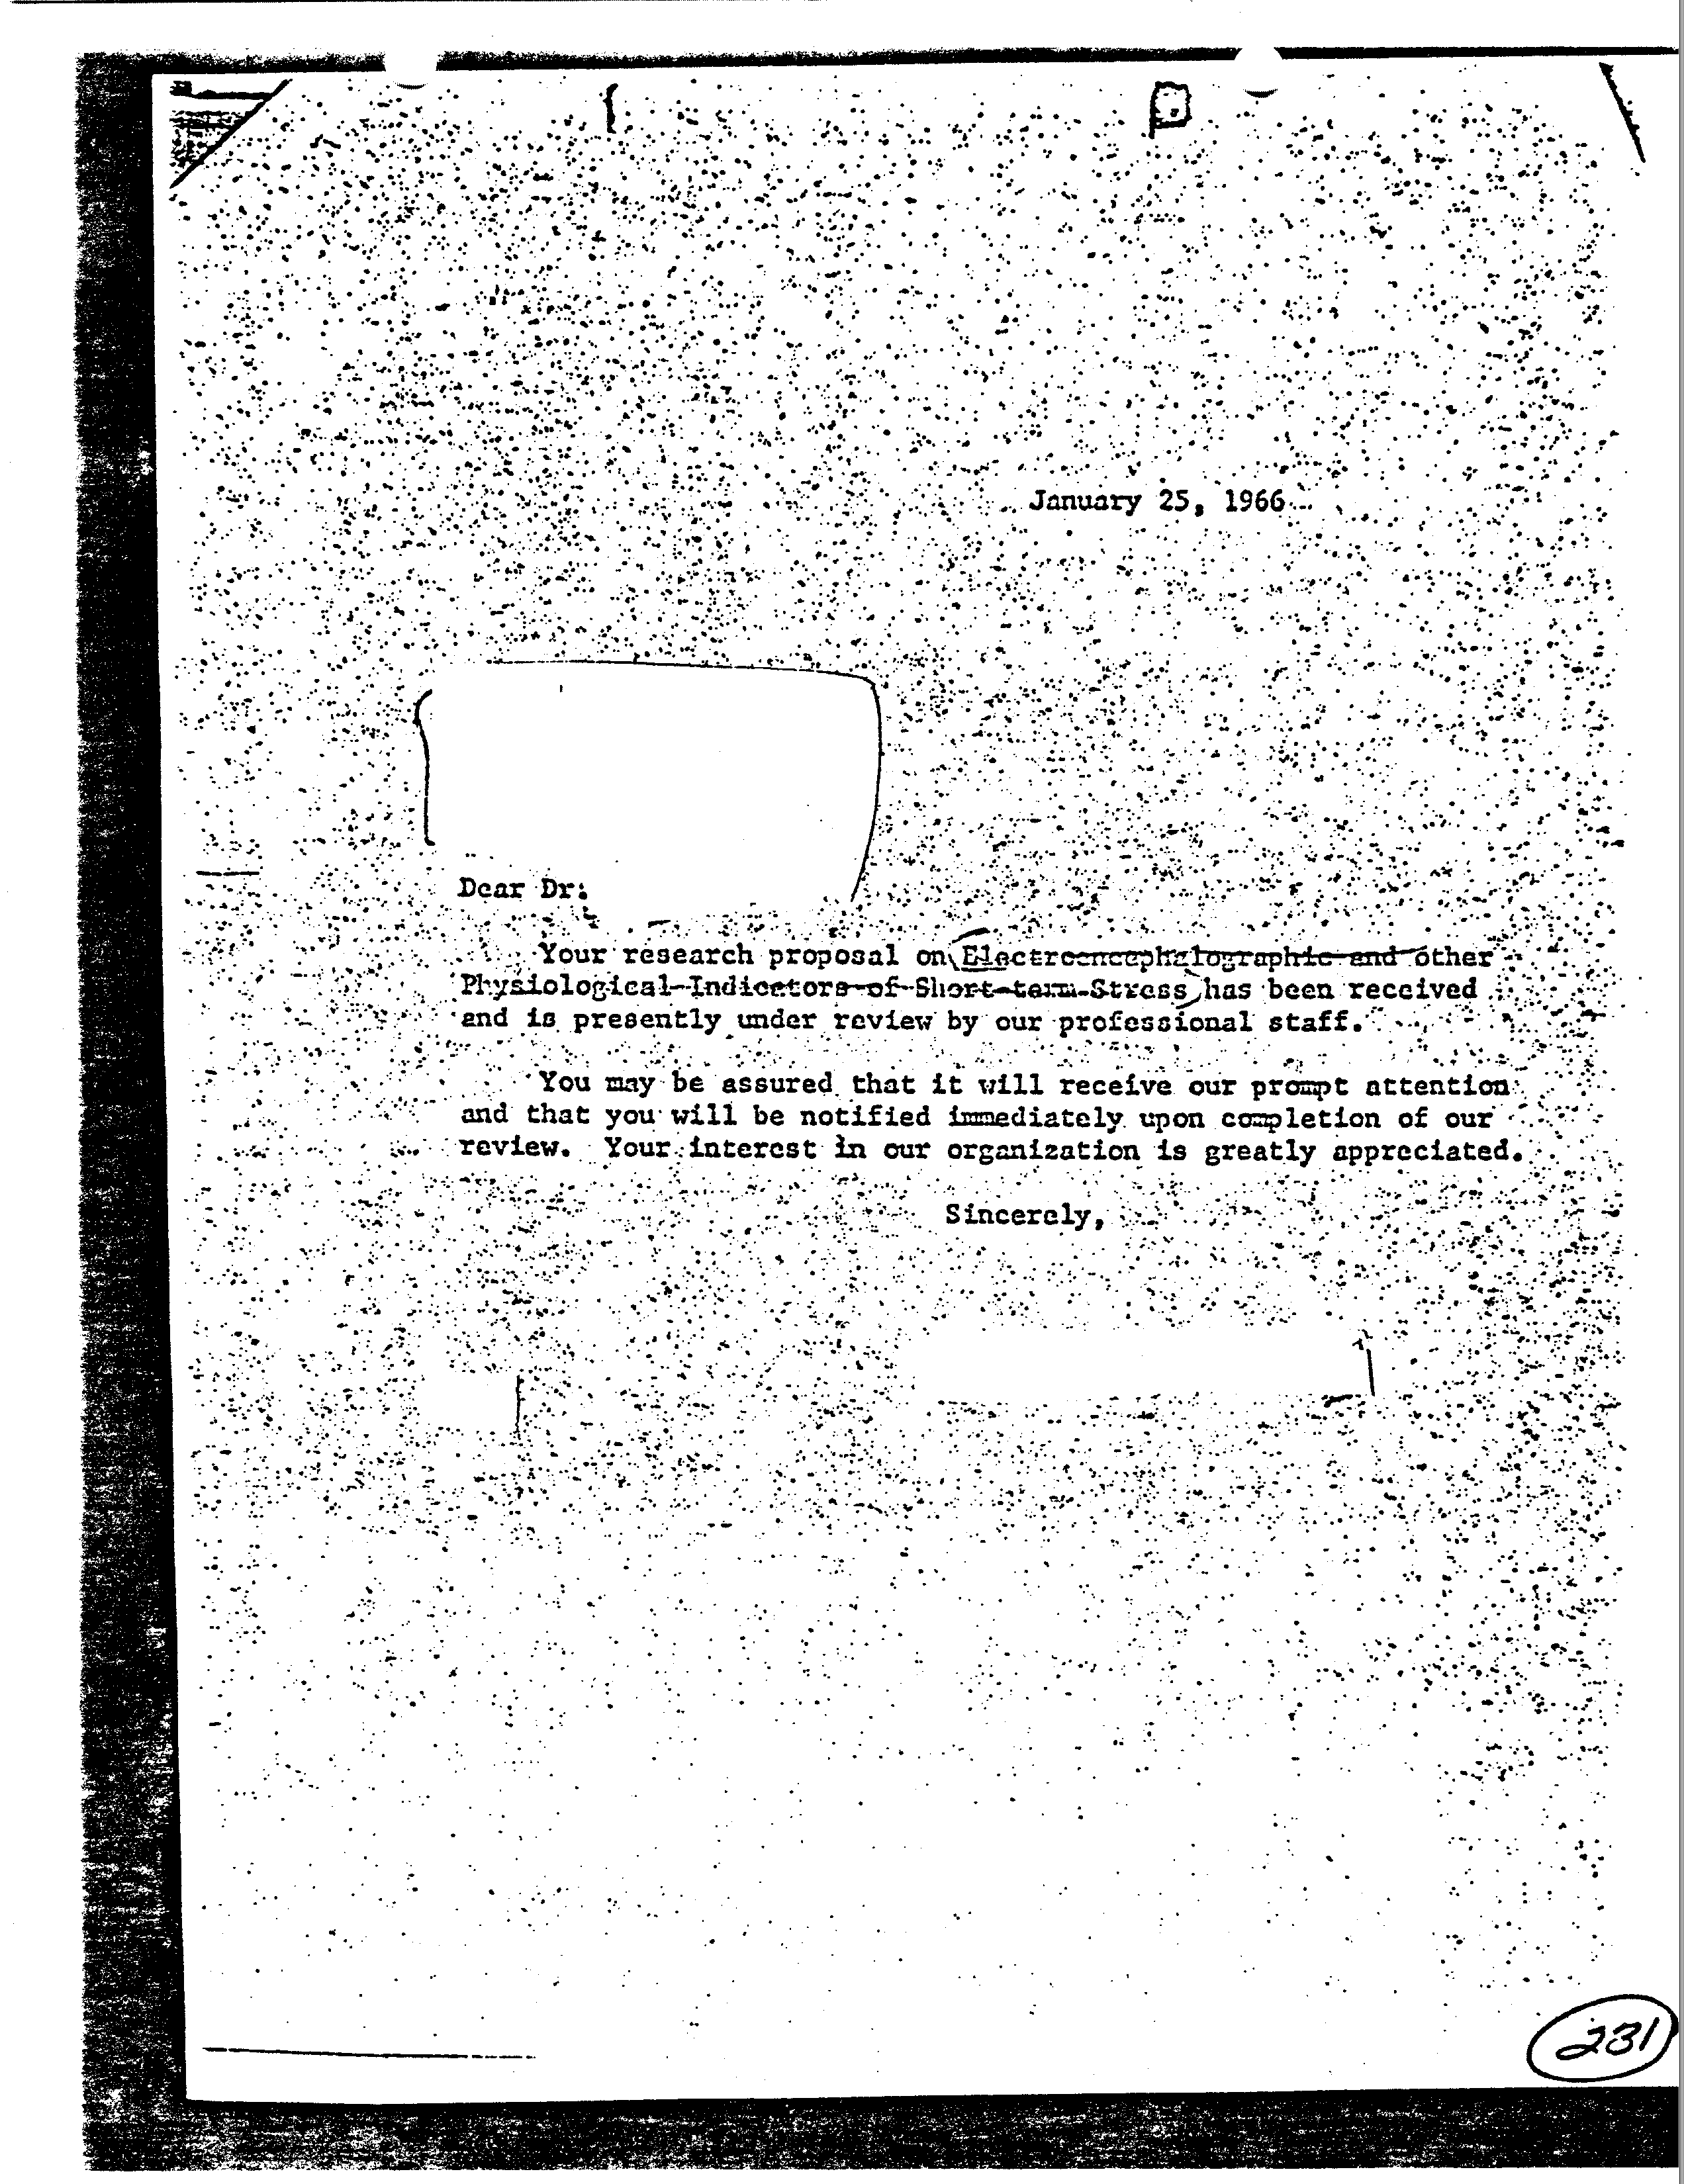 January 25, 1966
Dear Dr:
Your research proposal on Electroencephalographic and other
Physiological Indicators of Short-term Stress has been received
and is presently under review by our professional staff.
You may be assured that it will receive our prompt attention
and that you will be notified immediately upon completion of our
review. Your interest in our organization is greatly appreciated.
Sincerely,
231